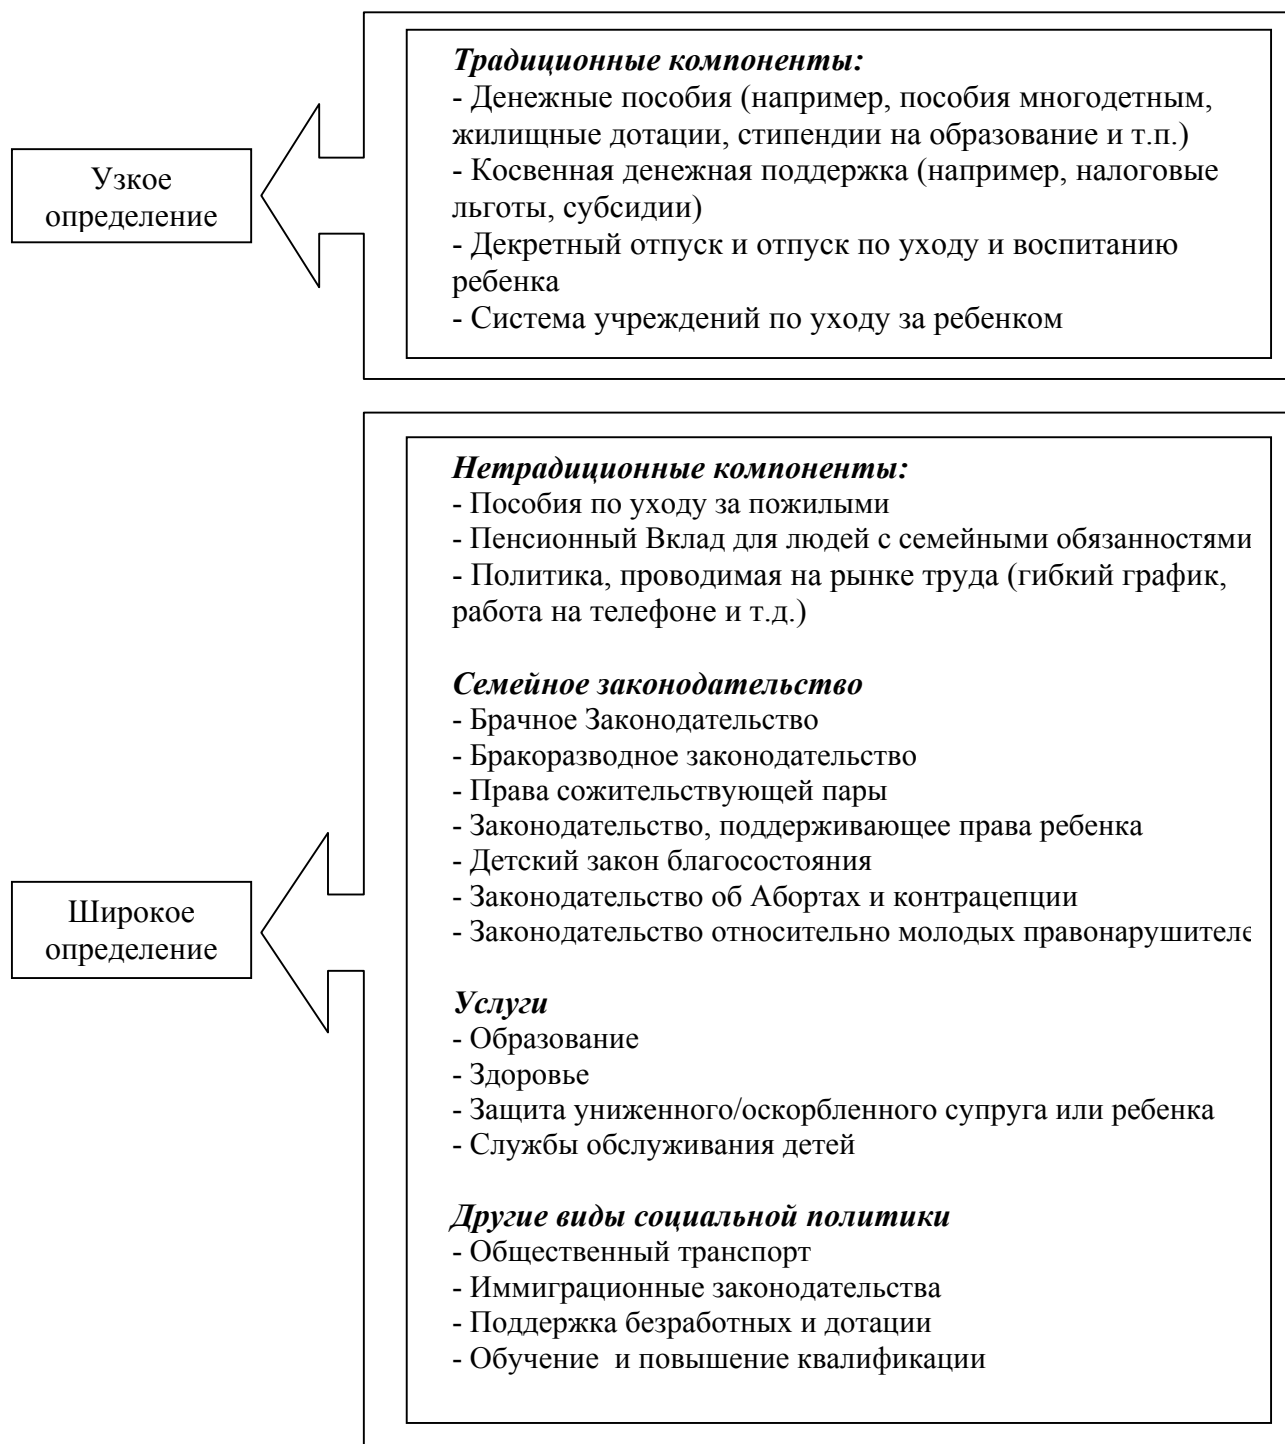 Традиционные компоненты:
- Денежные пособия (например, пособия многодетным,
жилищные дотации, стипендии на образование и т.п.)
- Косвенная денежная поддержка (например, налоговые
льготы, субсидии)
- Декретный отпуск и отпуск по уходу и воспитанию
ребенка
- Система учреждений по уходу за ребенком
Узкое
определение
Нетрадиционные компоненты:
- Пособия по уходу за пожилыми
- Пенсионный Вклад для людей с семейными обязанностями
- Политика, проводимая на рынке труда (гибкий график,
работа на телефоне и т.д.)
Семейное законодательство
- Брачное Законодательство
- Бракоразводное законодательство
- Права сожительствующей пары
- Законодательство, поддерживающее права ребенка
- Детский закон благосостояния
- Законодательство об Абортах и контрацепции
- Законодательство относительно молодых правонарушителе
Широкое
определение
Услуги
- Образование
- Здоровье
- Защита униженного/оскорбленного супруга или ребенка
- Службы обслуживания детей
Другие виды социальной политики
- Общественный транспорт
- Иммиграционные законодательства
- Поддержка безработных и дотации
- Обучение  и повышение квалификации